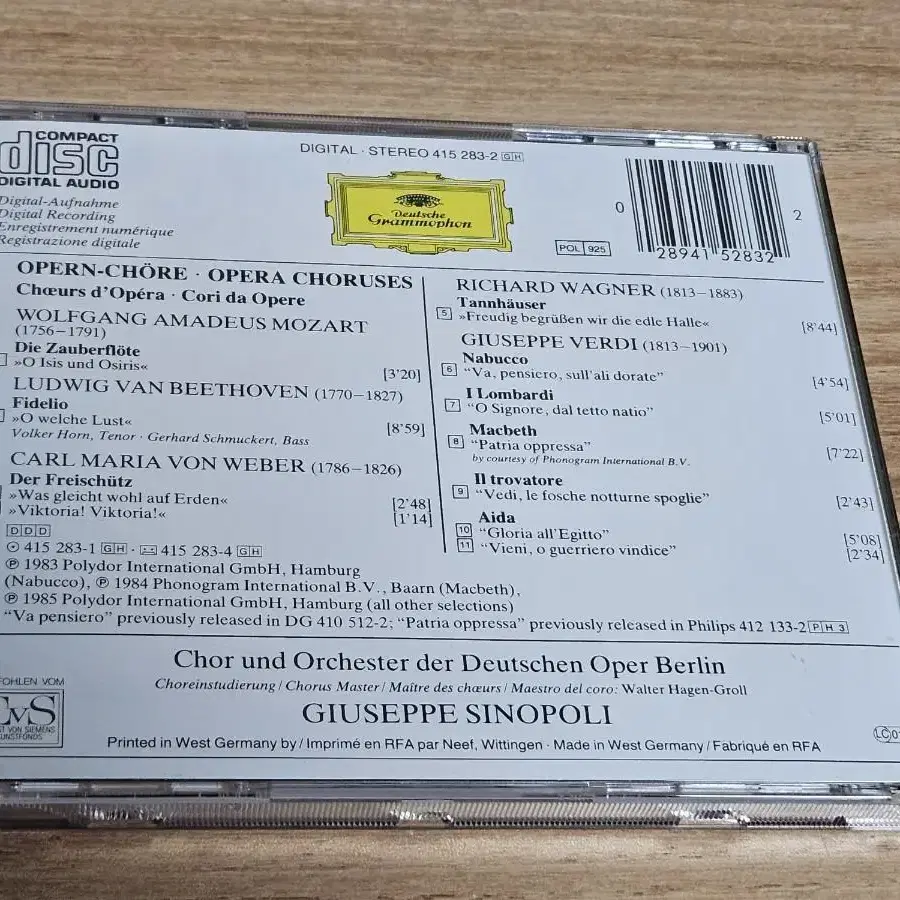 COMPACT
disc
DIGITAL AUDIO
Digital-Aufnahme
Digital Recording
Enregistrement numérique
Registrazione digitale
DIGITAL · STEREO 415 283-2 GH
Deutsche
Grammophon
POL 925
0 28941 52832 2
OPERN-CHÖRE · OPERA CHORUSES
Chœurs d'Opéra · Cori da Opere
WOLFGANG AMADEUS MOZART
(1756–1791)
Die Zauberflöte
»O Isis und Osiris« [3'20]
LUDWIG VAN BEETHOVEN (1770–1827)
Fidelio
»O welche Lust« [8'59]
Volker Horn, Tenor · Gerhard Schmuckert, Bass
CARL MARIA VON WEBER (1786–1826)
Der Freischütz
»Was gleicht wohl auf Erden« [2'48]
»Viktoria! Viktoria!« [1'14]
RICHARD WAGNER (1813–1883)
Tannhäuser
5 »Freudig begrüßen wir die edle Halle« [8'44]
GIUSEPPE VERDI (1813–1901)
Nabucco
6 "Va, pensiero, sull'ali dorate" [4'54]
I Lombardi
7 "O Signore, dal tetto natio" [5'01]
Macbeth
8 "Patria oppressa" [7'22]
by courtesy of Phonogram International B.V.
Il trovatore
9 "Vedi, le fosche notturne spoglie" [2'43]
Aida
10 "Gloria all'Egitto" [5'08]
11 "Vieni, o guerriero vindice" [2'34]
DDD
415 283-1 GH · 415 283-4 GH
℗ 1983 Polydor International GmbH, Hamburg
(Nabucco), ℗ 1984 Phonogram International B.V., Baarn (Macbeth),
℗ 1985 Polydor International GmbH, Hamburg (all other selections)
"Va pensiero" previously released in DG 410 512-2; "Patria oppressa" previously released in Philips 412 133-2 PH 3
Chor und Orchester der Deutschen Oper Berlin
Choreinstudierung / Chorus Master / Maître des chœurs / Maestro del coro: Walter Hagen-Groll
GIUSEPPE SINOPOLI
Printed in West Germany by / Imprimé en RFA par Neef, Wittingen · Made in West Germany / Fabriqué en RFA
VOM
EVS
VON SIEMENS
LC